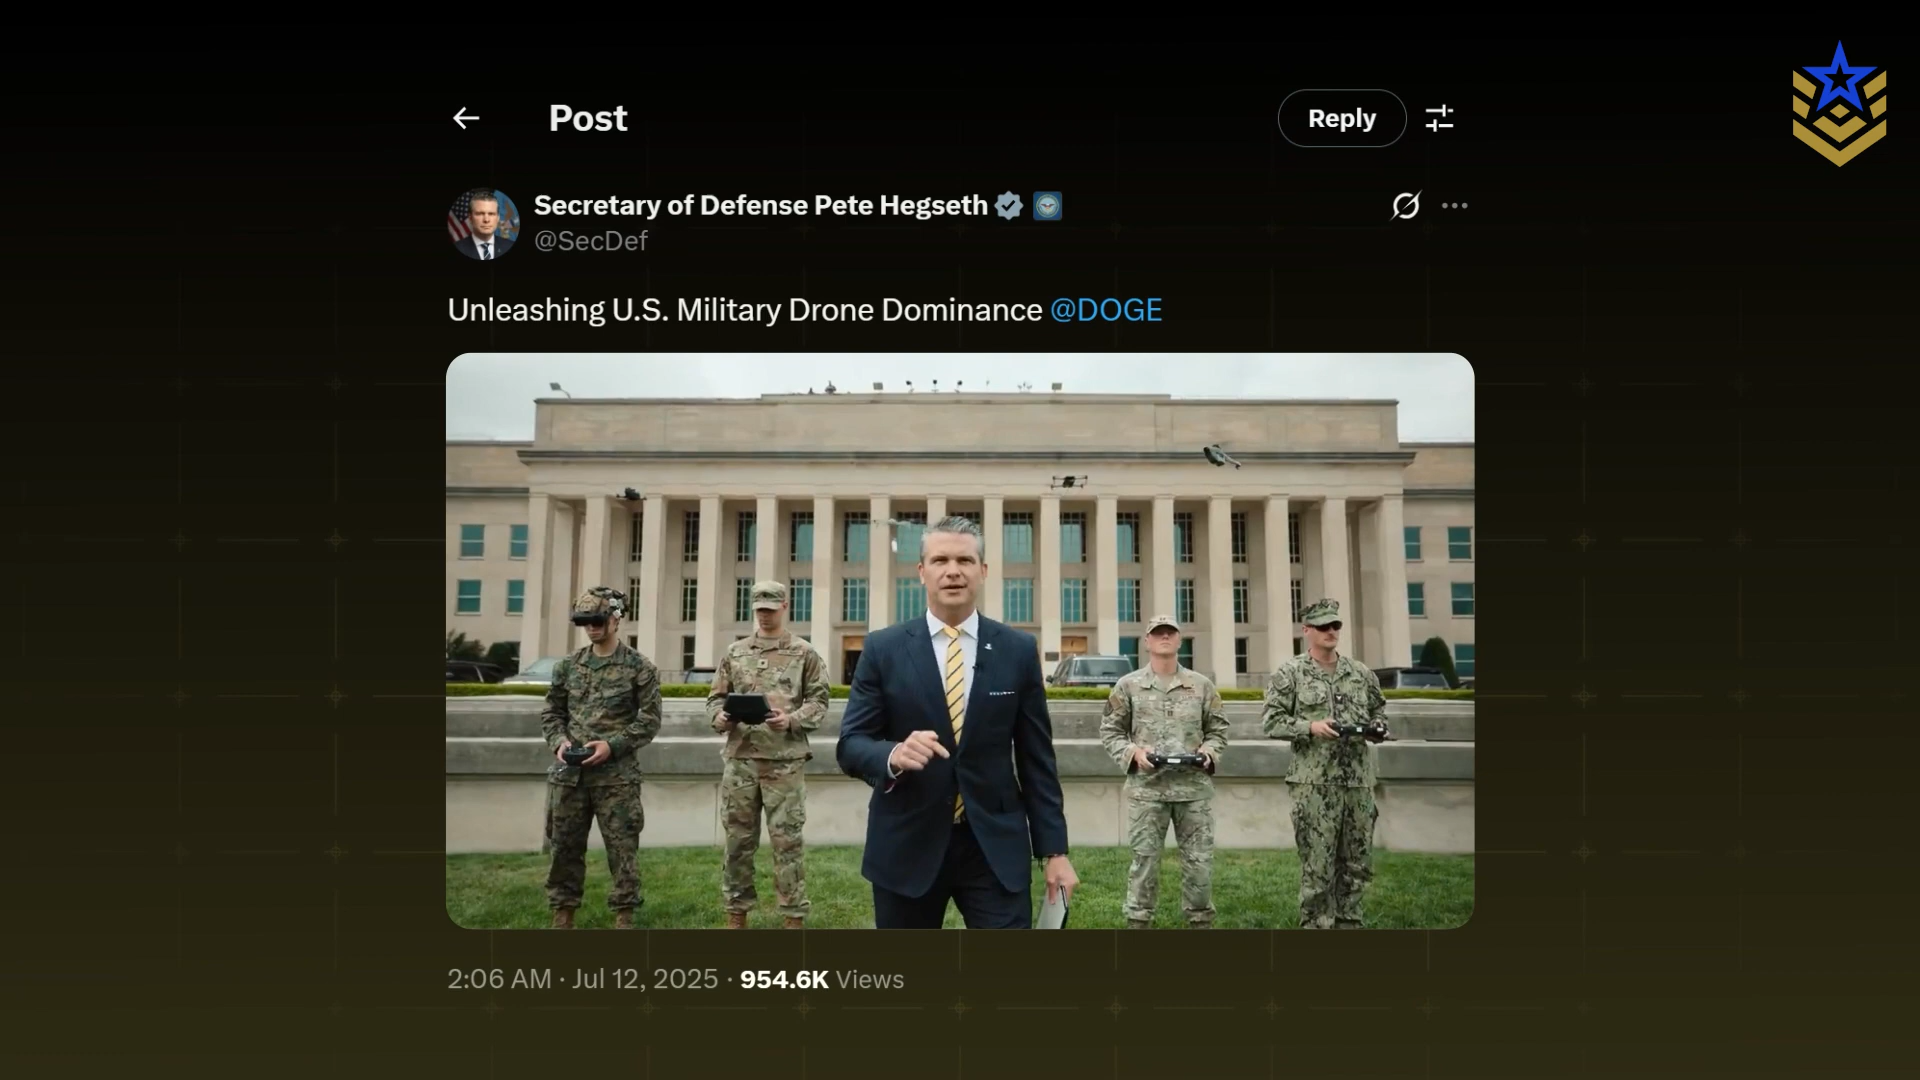 Post
Reply
Secretary of Defense Pete Hegseth
@SecDef
Unleashing U.S. Military Drone Dominance @DOGE
2:06 AM · Jul 12, 2025 · 954.6K Views